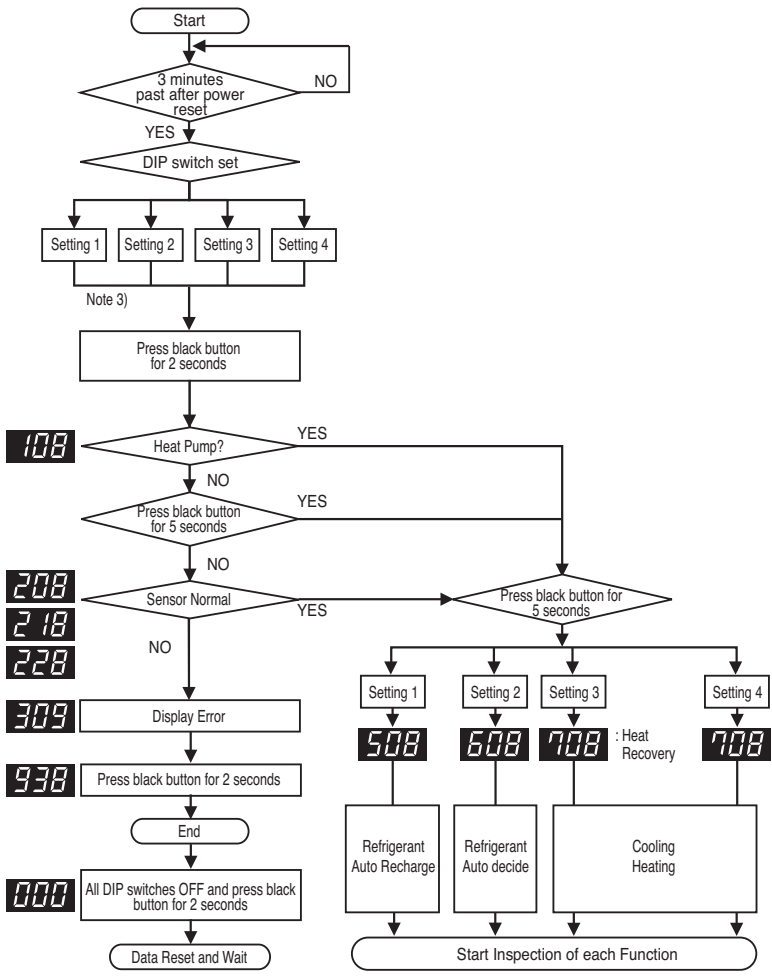 Start
3 minutes
past after power
reset
NO
YES
DIP switch set
Setting 1
Setting 2
Setting 3
Setting 4
Note 3)
Press black button
for 2 seconds
108
Heat Pump?
YES
NO
Press black button
for 5 seconds
YES
NO
208
218
228
Sensor Normal
YES
NO
Press black button for
5 seconds
Setting 1
Setting 2
Setting 3
Setting 4
309
Display Error
508
608
708
: Heat
Recovery
708
938
Press black button for 2 seconds
End
Refrigerant
Auto Recharge
Refrigerant
Auto decide
Cooling
Heating
000
All DIP switches OFF and press black
button for 2 seconds
Data Reset and Wait
Start Inspection of each Function